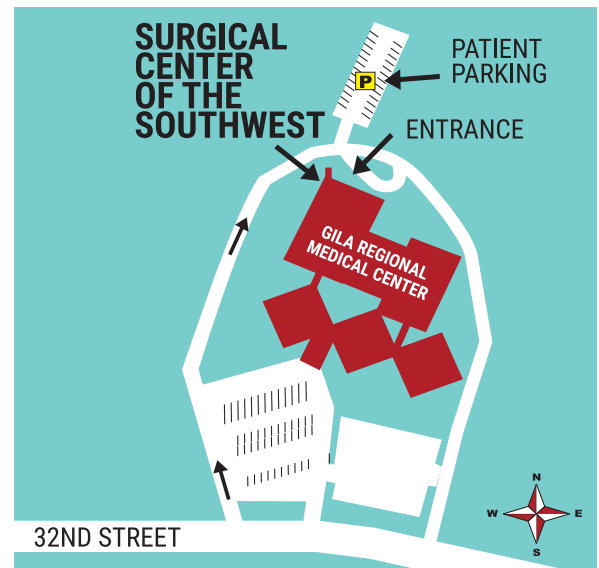 SURGICAL
CENTER
OF THE
SOUTHWEST
PATIENT
PARKING
P
ENTRANCE
GILA REGIONAL
MEDICAL CENTER
32ND STREET
N
W
E
S